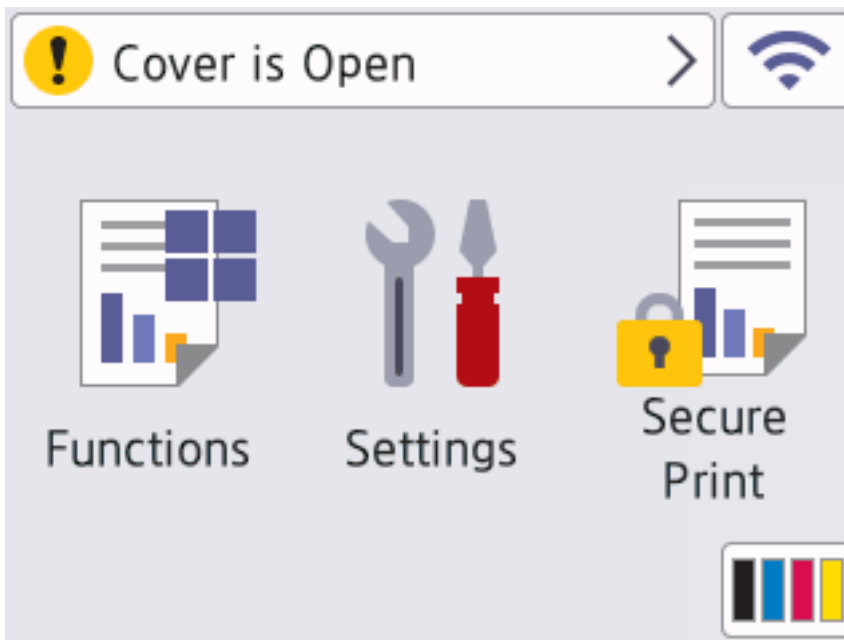 Cover is Open
Functions
Settings
Secure
Print